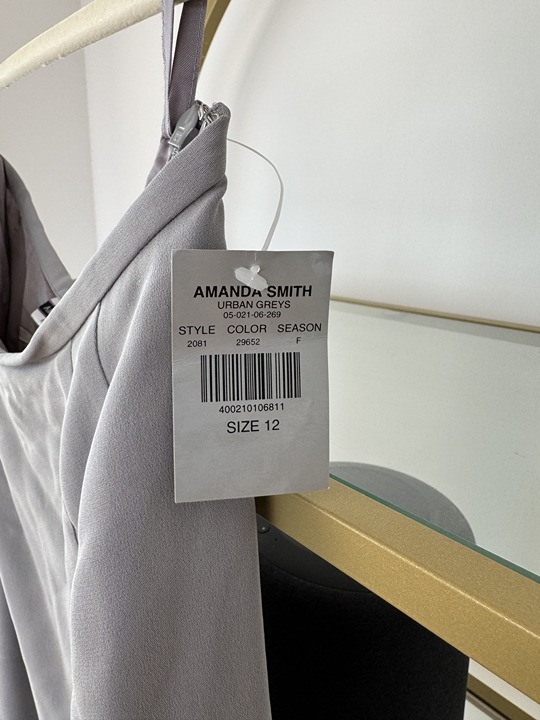 AMANDA SMITH
URBAN GREYS
05-021-06-269
STYLE COLOR SEASON
2081 29652 F
400210106811
SIZE 12